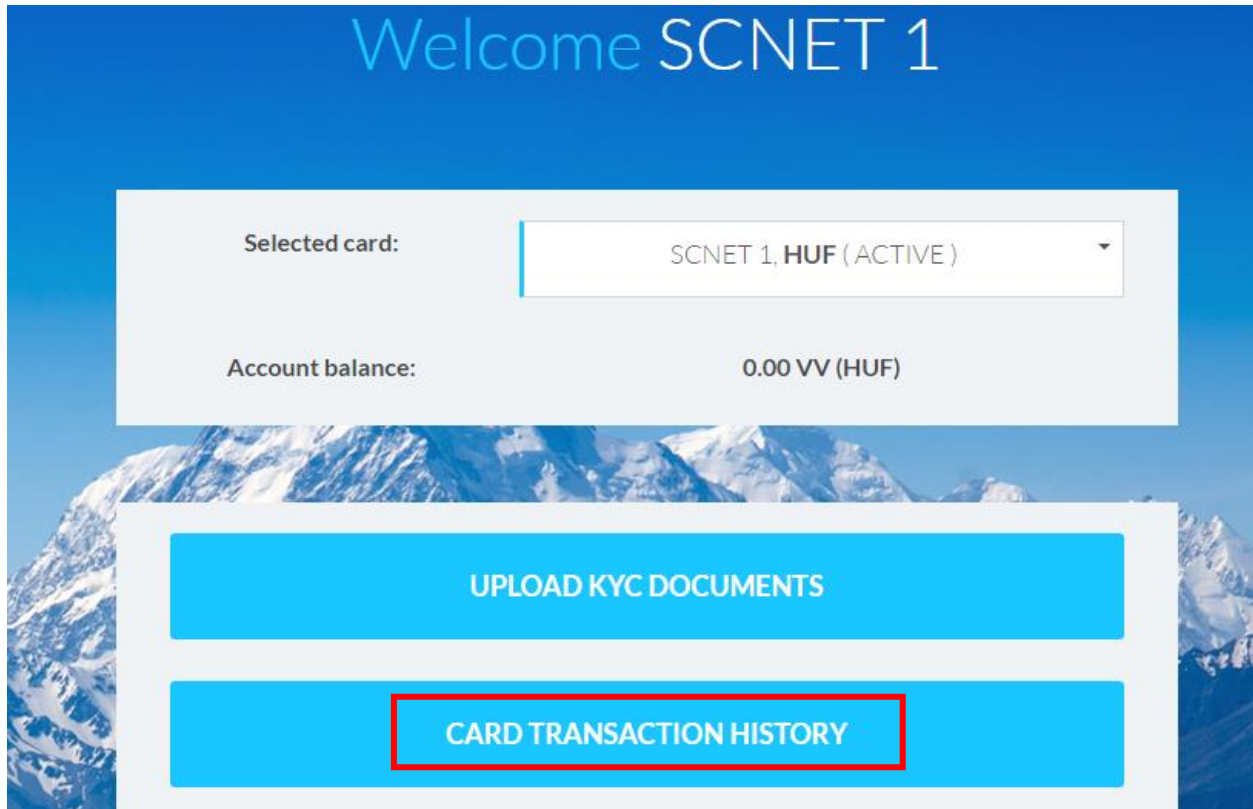 Welcome SCNET 1
Selected card:
SCNET 1, HUF ( ACTIVE )
Account balance:
0.00 VV (HUF)
UPLOAD KYC DOCUMENTS
CARD TRANSACTION HISTORY